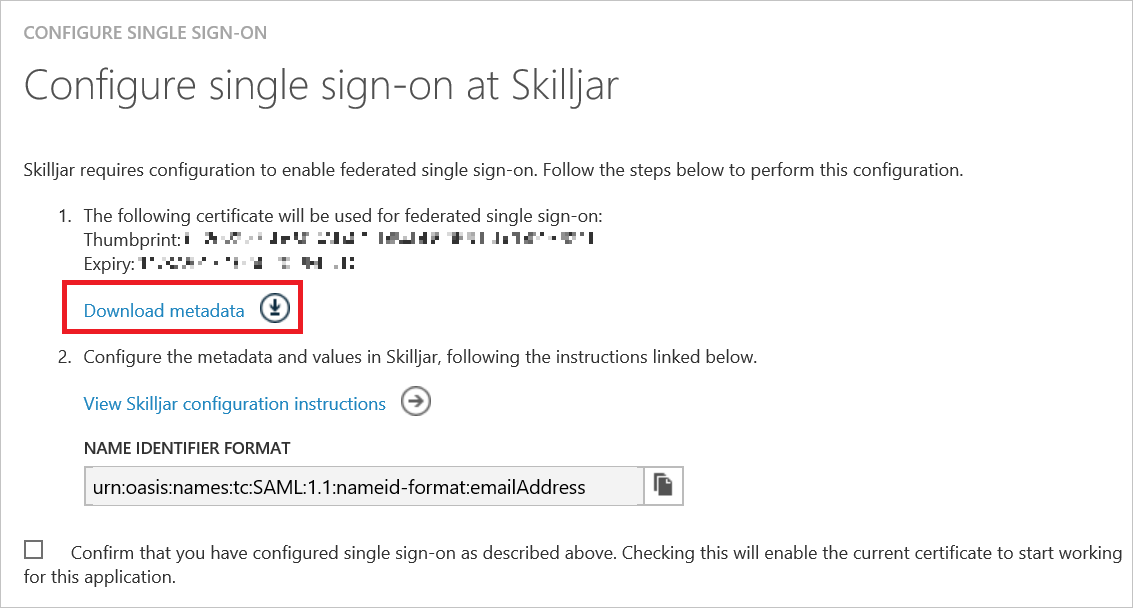 CONFIGURE SINGLE SIGN-ON
Configure single sign-on at Skilljar
Skilljar requires configuration to enable federated single sign-on. Follow the steps below to perform this configuration.
1. The following certificate will be used for federated single sign-on:
Thumbprint:
Expiry:
Download metadata
2. Configure the metadata and values in Skilljar, following the instructions linked below.
View Skilljar configuration instructions
NAME IDENTIFIER FORMAT
urn:oasis:names:tc:SAML:1.1:nameid-format:emailAddress
Confirm that you have configured single sign-on as described above. Checking this will enable the current certificate to start working
for this application.